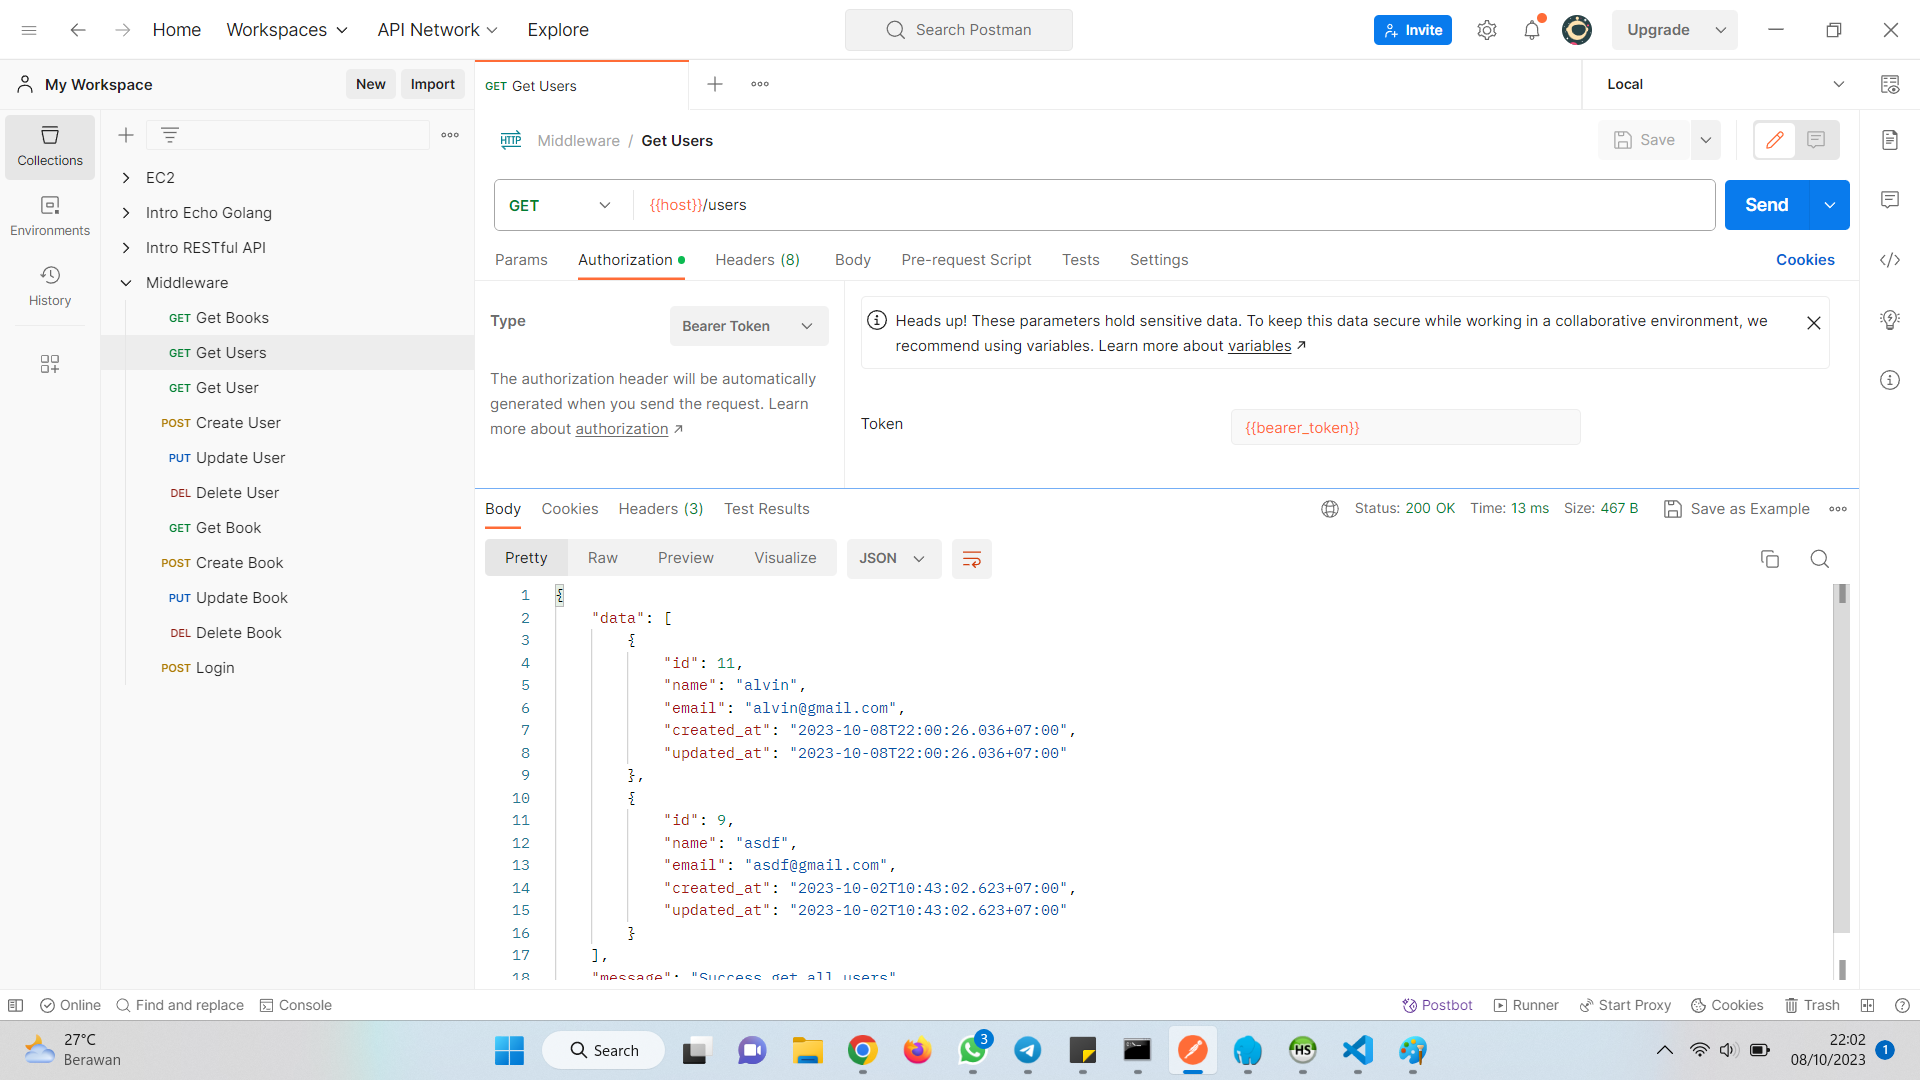 Home Workspaces API Network Explore Search Postman Invite Upgrade
My Workspace New Import GET Get Users Local
Collections
Environments
History
EC2
Intro Echo Golang
Intro RESTful API
Middleware
GET Get Books
GET Get Users
GET Get User
POST Create User
PUT Update User
DEL Delete User
GET Get Book
POST Create Book
PUT Update Book
DEL Delete Book
POST Login
HTTP Middleware / Get Users Save
GET {{host}}/users Send
Params Authorization Headers (8) Body Pre-request Script Tests Settings Cookies
Type Bearer Token
The authorization header will be automatically
generated when you send the request. Learn
more about authorization ↗
Heads up! These parameters hold sensitive data. To keep this data secure while working in a collaborative environment, we
recommend using variables. Learn more about variables ↗
Token {{bearer_token}}
Body Cookies Headers (3) Test Results Status: 200 OK Time: 13 ms Size: 467 B Save as Example
Pretty Raw Preview Visualize JSON
1 {
2 "data": [
3 {
4 "id": 11,
5 "name": "alvin",
6 "email": "alvin@gmail.com",
7 "created_at": "2023-10-08T22:00:26.036+07:00",
8 "updated_at": "2023-10-08T22:00:26.036+07:00"
9 },
10 {
11 "id": 9,
12 "name": "asdf",
13 "email": "asdf@gmail.com",
14 "created_at": "2023-10-02T10:43:02.623+07:00",
15 "updated_at": "2023-10-02T10:43:02.623+07:00"
16 }
17 ],
18 "message": "Success get all users"
Online Find and replace Console Postbot Runner Start Proxy Cookies Trash
27°C
Berawan
Search
3
HS
22:02
08/10/2023
1